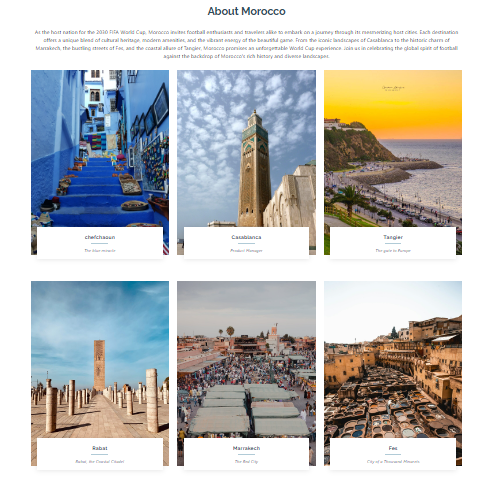 About Morocco
As the host nation for the 2030 FIFA World Cup, Morocco invites football enthusiasts and travelers alike to embark on a journey through its mesmerizing host cities. Each destination
offers a unique blend of cultural heritage, modern amenities, and the vibrant energy of the beautiful game. From the iconic landscapes of Casablanca to the historic charm of
Marrakech, the bustling streets of Fes, and the coastal allure of Tangier, Morocco promises an unforgettable World Cup experience. Join us in celebrating the global spirit of football
against the backdrop of Morocco's rich history and diverse landscapes.
chefchaoun
The blue
Casablanca
Product Manager
Tangier
The gate to Europe
Rabat
Rabat, the Capital
Marrakech
The Red City
Fes
City of a Thousand